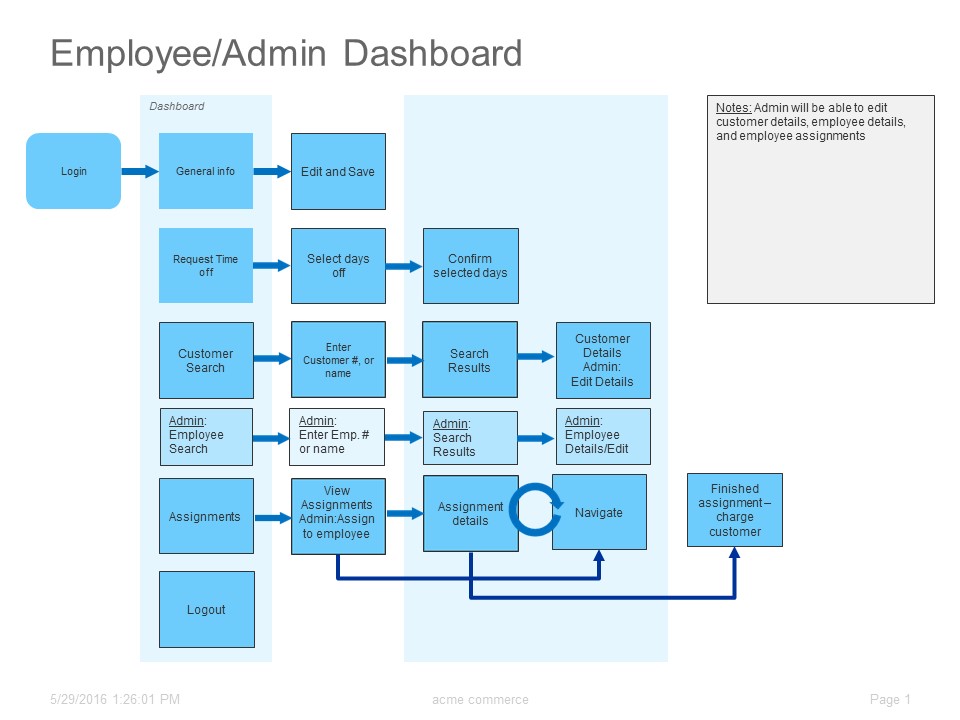 Employee/Admin Dashboard
Dashboard
Notes: Admin will be able to edit
customer details, employee details,
and employee assignments
Login
General info
Edit and Save
Request Time
off
Select days
off
Confirm
selected days
Customer
Search
Enter
Customer #, or
name
Search
Results
Customer
Details
Admin:
Edit Details
Admin:
Employee
Search
Admin:
Enter Emp. #
or name
Admin:
Search
Results
Admin:
Employee
Details/Edit
Assignments
View
Assignments
Admin:Assign
to employee
Assignment
details
Navigate
Finished
assignment –
charge
customer
Logout
5/29/2016 1:26:01 PM
acme commerce
Page 1